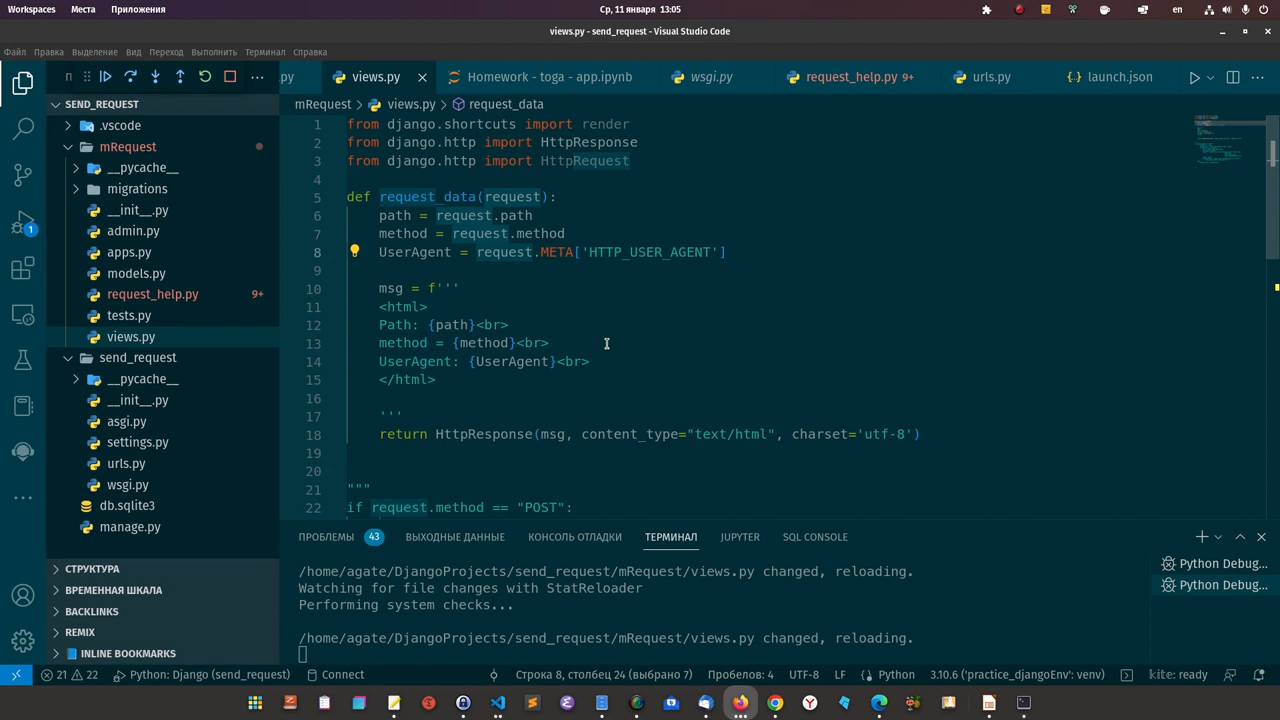 Workspaces Места Приложения
Ср, 11 января 13:05
en
views.py - send_request - Visual Studio Code
Файл Правка Выделение Вид Переход Выполнить Терминал Справка
.py
views.py
Homework - toga - app.ipynb
wsgi.py
request_help.py 9+
urls.py
launch.json
SEND_REQUEST
.vscode
mRequest
__pycache__
migrations
__init__.py
admin.py
apps.py
models.py
request_help.py 9+
tests.py
views.py
send_request
__pycache__
__init__.py
asgi.py
settings.py
urls.py
wsgi.py
db.sqlite3
manage.py
СТРУКТУРА
ВРЕМЕННАЯ ШКАЛА
BACKLINKS
REMIX
INLINE BOOKMARKS
1
mRequest > views.py > request_data
1 from django.shortcuts import render
2 from django.http import HttpResponse
3 from django.http import HttpRequest
4
5 def request_data(request):
6 path = request.path
7 method = request.method
8 UserAgent = request.META['HTTP_USER_AGENT']
9
10 msg = f'''
11 <html>
12 Path: {path}<br>
13 method = {method}<br>
14 UserAgent: {UserAgent}<br>
15 </html>
16
17 '''
18 return HttpResponse(msg, content_type="text/html", charset='utf-8')
19
20
21 """
22 if request.method == "POST":
ПРОБЛЕМЫ 43 ВЫХОДНЫЕ ДАННЫЕ КОНСОЛЬ ОТЛАДКИ ТЕРМИНАЛ JUPYTER SQL CONSOLE
/home/agate/DjangoProjects/send_request/mRequest/views.py changed, reloading.
Watching for file changes with StatReloader
Performing system checks...
/home/agate/DjangoProjects/send_request/mRequest/views.py changed, reloading.
Python Debug...
Python Debug...
21 22 Python: Django (send_request) Connect Строка 8, столбец 24 (выбрано 7) Пробелов: 4 UTF-8 LF Python 3.10.6 ('practice_djangoEnv': venv) kite: ready